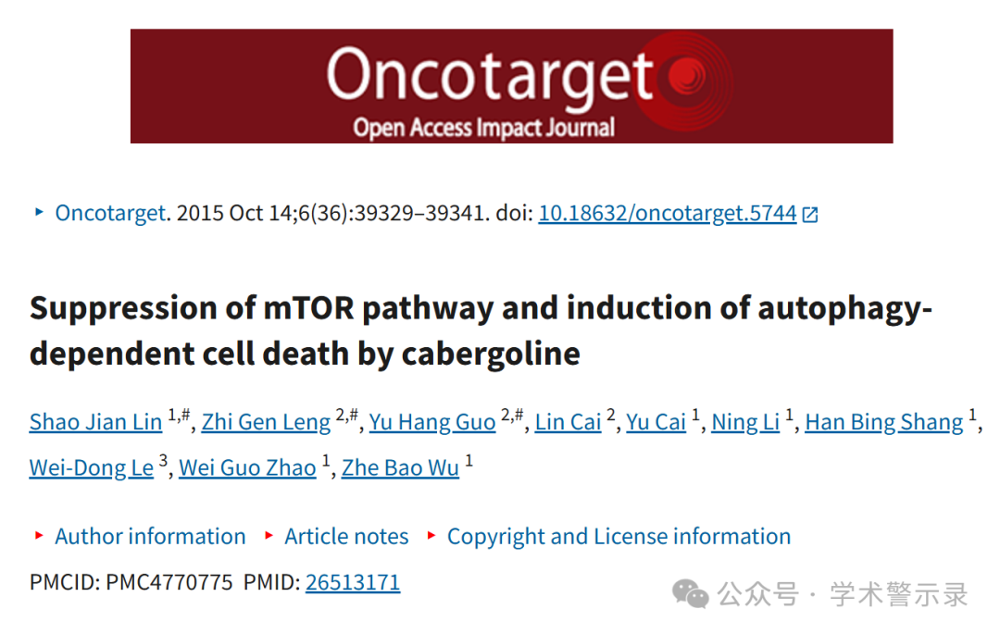 Oncotarget
Open Access Impact Journal
‣ Oncotarget. 2015 Oct 14;6(36):39329–39341. doi: 10.18632/oncotarget.5744
Suppression of mTOR pathway and induction of autophagy-
dependent cell death by cabergoline
Shao Jian Lin 1,#, Zhi Gen Leng 2,#, Yu Hang Guo 2,#, Lin Cai 2, Yu Cai 1, Ning Li 1, Han Bing Shang 1,
Wei-Dong Le 3, Wei Guo Zhao 1, Zhe Bao Wu 1
‣ Author information ‣ Article notes ‣ Copyright and License information
PMCID: PMC4770775 PMID: 26513171
公众号 · 学术警示录